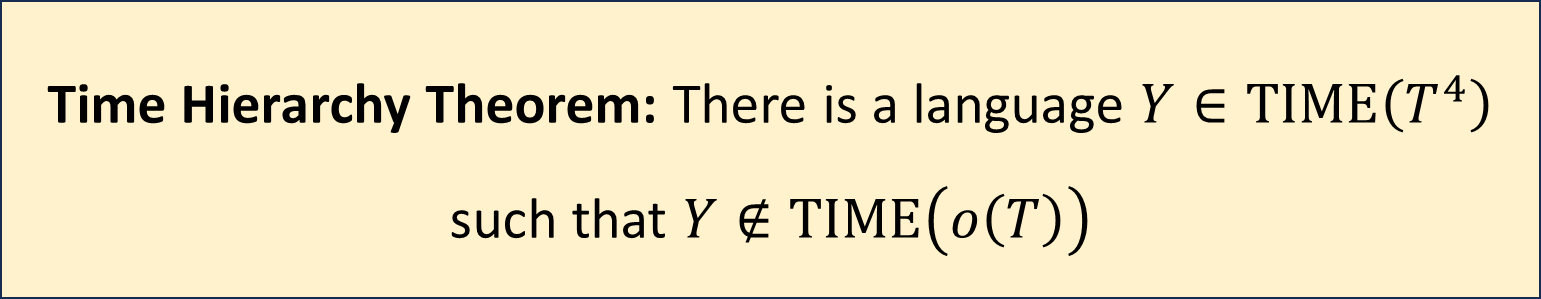 Time Hierarchy Theorem: There is a language 𝑌 ∈ TIME(𝑇⁴)
such that 𝑌 ∉ TIME(𝑜(𝑇))